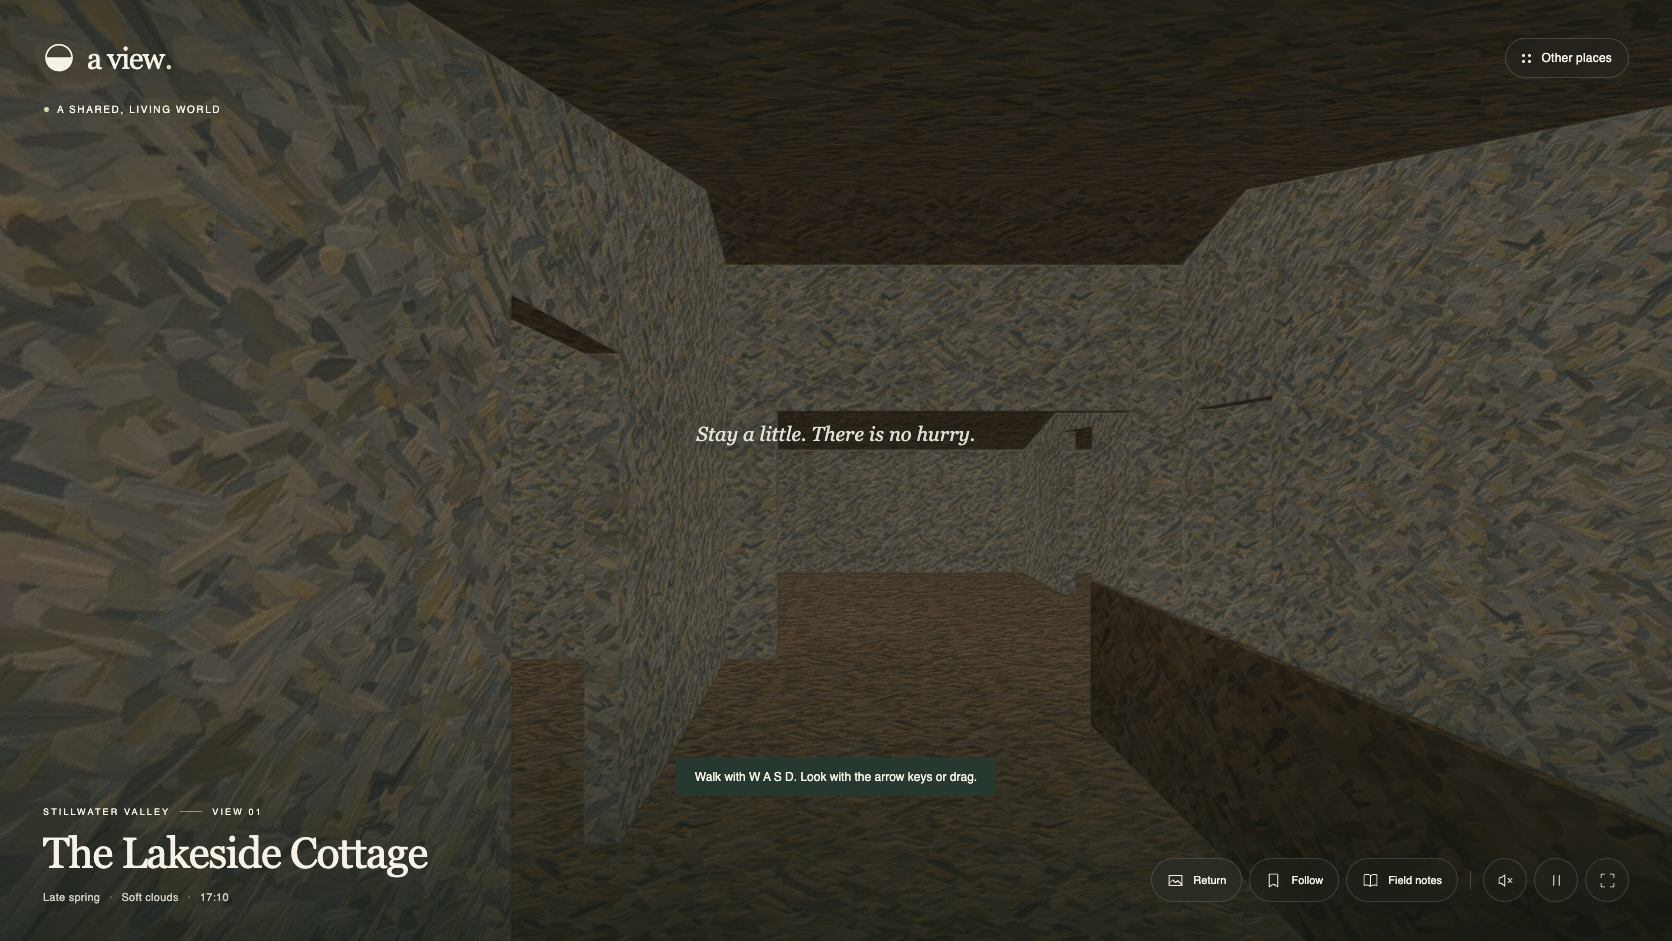 a view.
Other places
A SHARED, LIVING WORLD
Stay a little. There is no hurry.
Walk with W A S D. Look with the arrow keys or drag.
STILLWATER VALLEY — VIEW 01
The Lakeside Cottage
Late spring · Soft clouds · 17:10
Return Follow Field notes